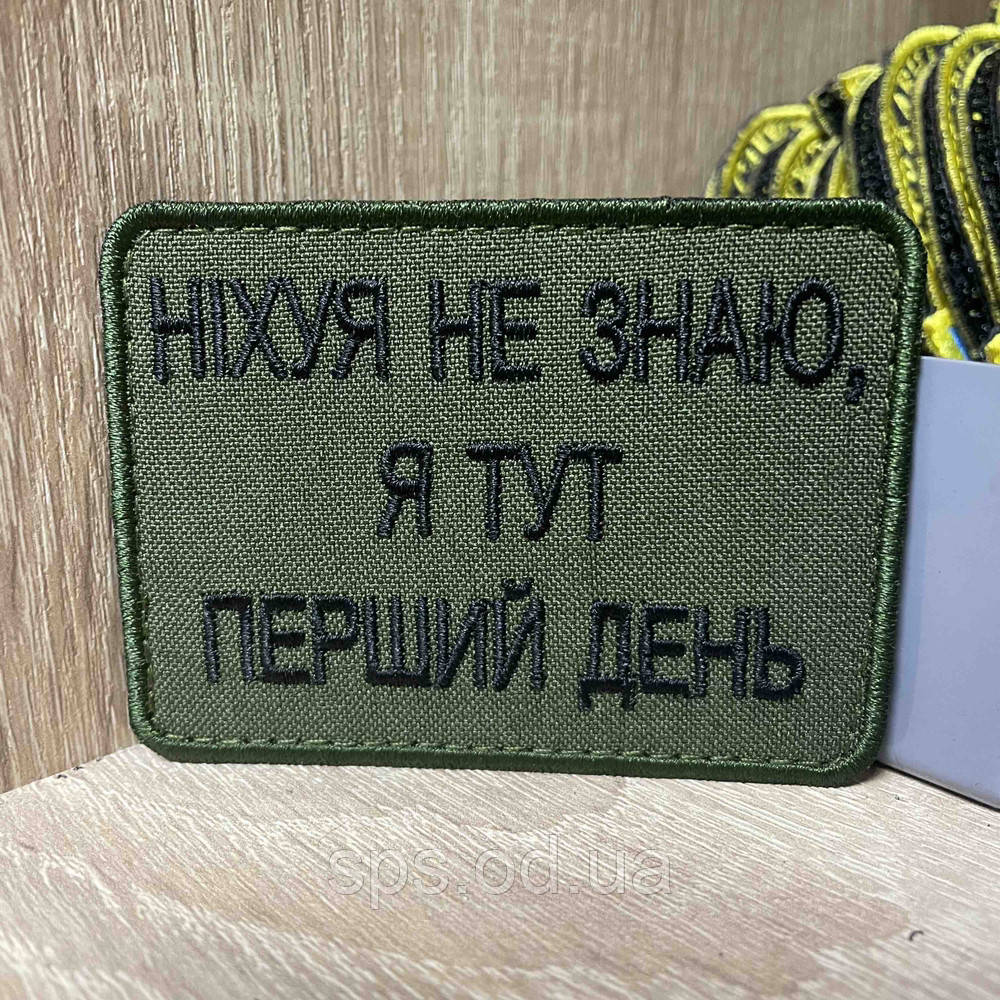 НІХУЯ НЕ ЗНАЮ,
Я ТУТ
ПЕРШИЙ ДЕНЬ
sps.od.ua